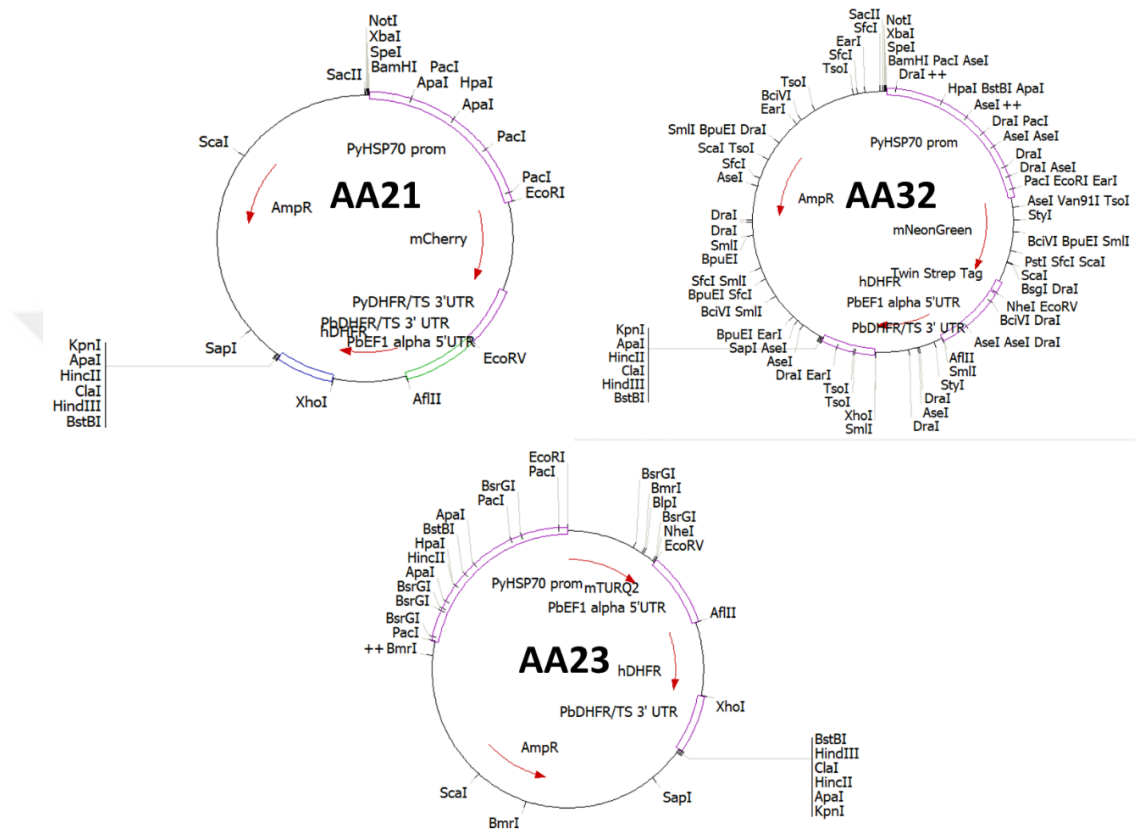 NotI
XbaI
SpeI
BamHI PacI
SacII
ApaI HpaI
ApaI
PacI
ScaI
PyHSP70 prom
PacI
EcoRI
AmpR
AA21
mCherry
PyDHFR/TS 3'UTR
PbDHFR/TS 3' UTR
hDHFR
PbEF1 alpha 5'UTR
SapI
EcoRV
KpnI
ApaI
HincII
ClaI
HindIII
BstBI
XhoI
AflII
SacII NotI
SfcI XbaI
EarI SpeI
SfcI BamHI PacI AseI
TsoI DraI ++
TsoI
HpaI BstBI ApaI
BciVI
AseI ++
EarI
DraI PacI
SmlI BpuEI DraI
AseI AseI
PyHSP70 prom
ScaI TsoI
DraI
SfcI
DraI AseI
AseI
PacI EcoRI EarI
AmpR
AA32
AseI Van91I TsoI
StyI
DraI
mNeonGreen
DraI
BciVI BpuEI SmlI
SmlI
BpuEI
PstI SfcI ScaI
Twin Strep Tag
ScaI
hDHFR
BsgI DraI
SfcI SmlI
NheI EcoRV
BpuEI SfcI
PbEF1 alpha 5'UTR
BciVI DraI
BciVI SmlI
PbDHFR/TS 3' UTR
KpnI
ApaI
HincII
ClaI
HindIII
BstBI
BpuEI EarI
SapI AseI
AseI
DraI EarI
TsoI
TsoI
XhoI
SmlI
AseI AseI DraI
AflII
SmlI
StyI
DraI
AseI
DraI
EcoRI
PacI
BsrGI
PacI
BsrGI
BmrI
BlpI
BsrGI
NheI
EcoRV
ApaI
BstBI
HpaI
HincII
ApaI
BsrGI
BsrGI
PyHSP70 prom mTURQ2
PbEF1 alpha 5'UTR
AflII
BsrGI
PacI
++ BmrI
AA23
hDHFR
PbDHFR/TS 3' UTR
XhoI
AmpR
BstBI
HindIII
ClaI
HincII
ApaI
KpnI
ScaI
SapI
BmrI